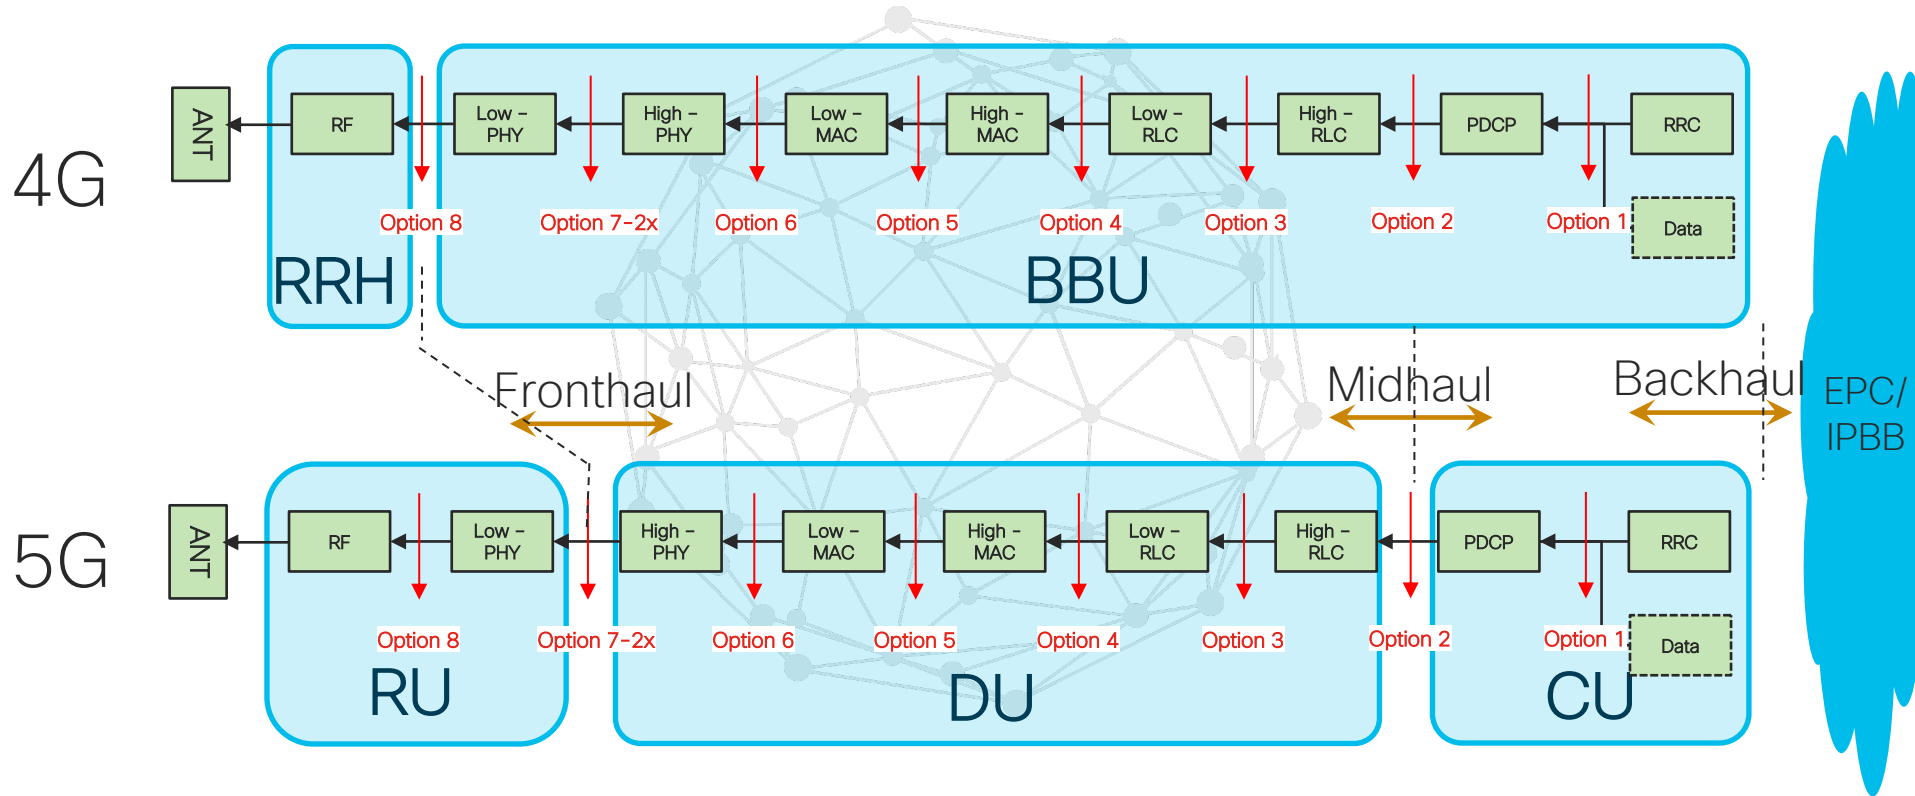 4G
ANT
RF
Low -
PHY
High -
PHY
Low -
MAC
High -
MAC
Low -
RLC
High -
RLC
PDCP
RRC
Option 8
Option 7-2x
Option 6
Option 5
Option 4
Option 3
Option 2
Option 1
Data
RRH
BBU
Fronthaul
Midhaul
Backhaul
EPC/
IPBB
5G
ANT
RF
Low -
PHY
High -
PHY
Low -
MAC
High -
MAC
Low -
RLC
High -
RLC
PDCP
RRC
Option 8
Option 7-2x
Option 6
Option 5
Option 4
Option 3
Option 2
Option 1
Data
RU
DU
CU